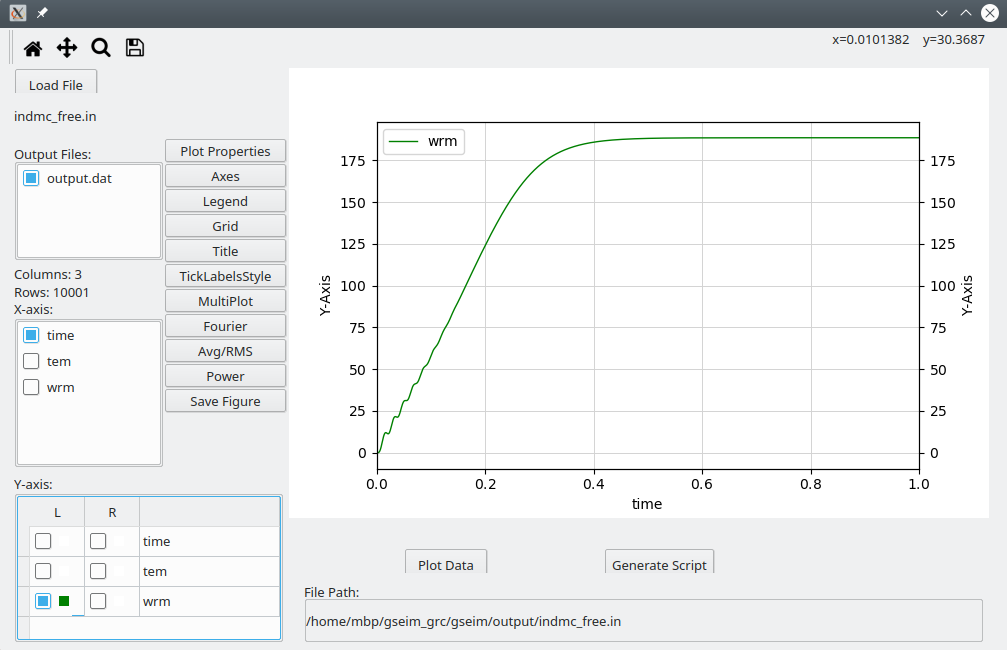 x=0.0101382 y=30.3687
Load File
indmc_free.in
Output Files:
output.dat
Columns: 3
Rows: 10001
X-axis:
time
tem
wrm
Plot Properties
Axes
Legend
Grid
Title
TickLabelsStyle
MultiPlot
Fourier
Avg/RMS
Power
Save Figure
Y-axis:
L R
time
tem
wrm
wrm
175
150
125
100
75
50
25
0
Y-Axis
175
150
125
100
75
50
25
0
Y-Axis
0.0 0.2 0.4 0.6 0.8 1.0
time
Plot Data
Generate Script
File Path:
/home/mbp/gseim_grc/gseim/output/indmc_free.in